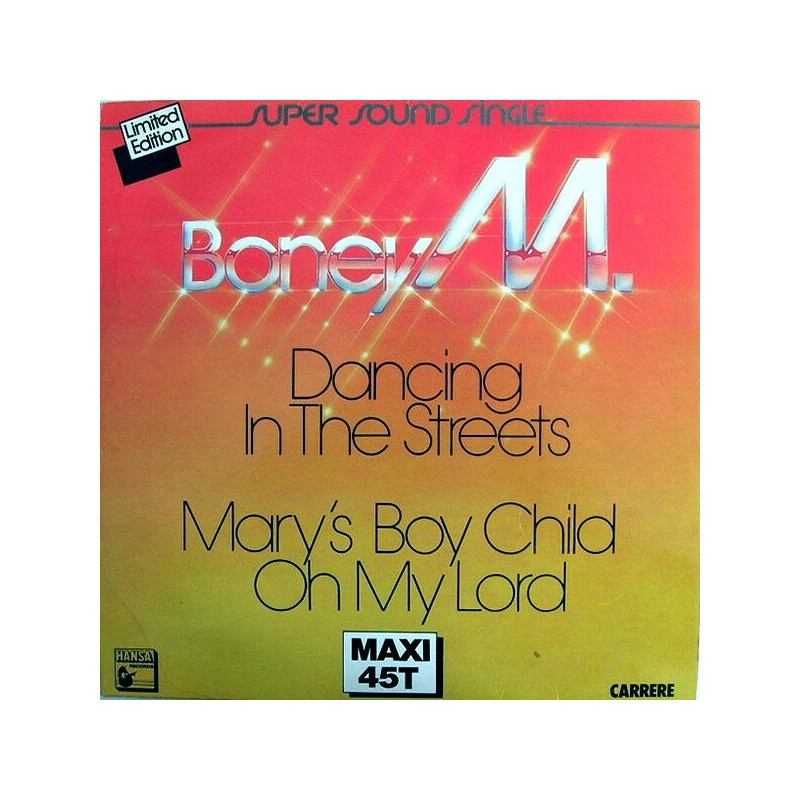 SUPER SOUND SINGLE
Limited
Edition
Boney M.
Dancing
In The Streets
Mary's Boy Child
Oh My Lord
HANSA
RECORDS
MAXI
45T
CARRERE